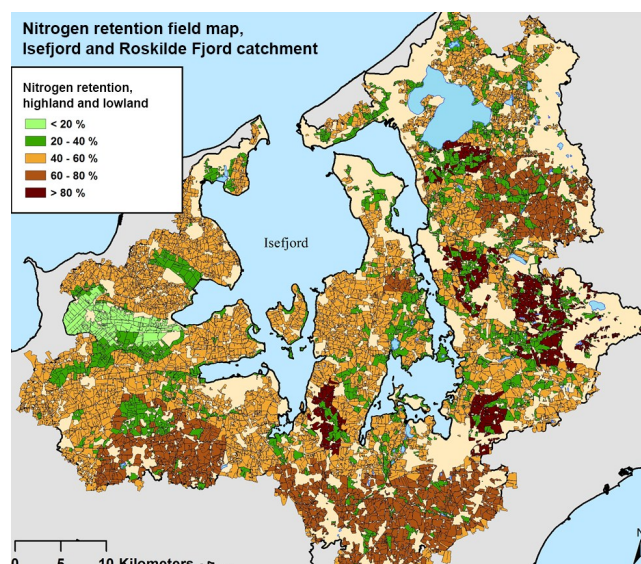 Nitrogen retention field map,
Isefjord and Roskilde Fjord catchment
Nitrogen retention,
highland and lowland
< 20 %
20 - 40 %
40 - 60 %
60 - 80 %
> 80 %
Isefjord
0 5 10 Kilometers
N